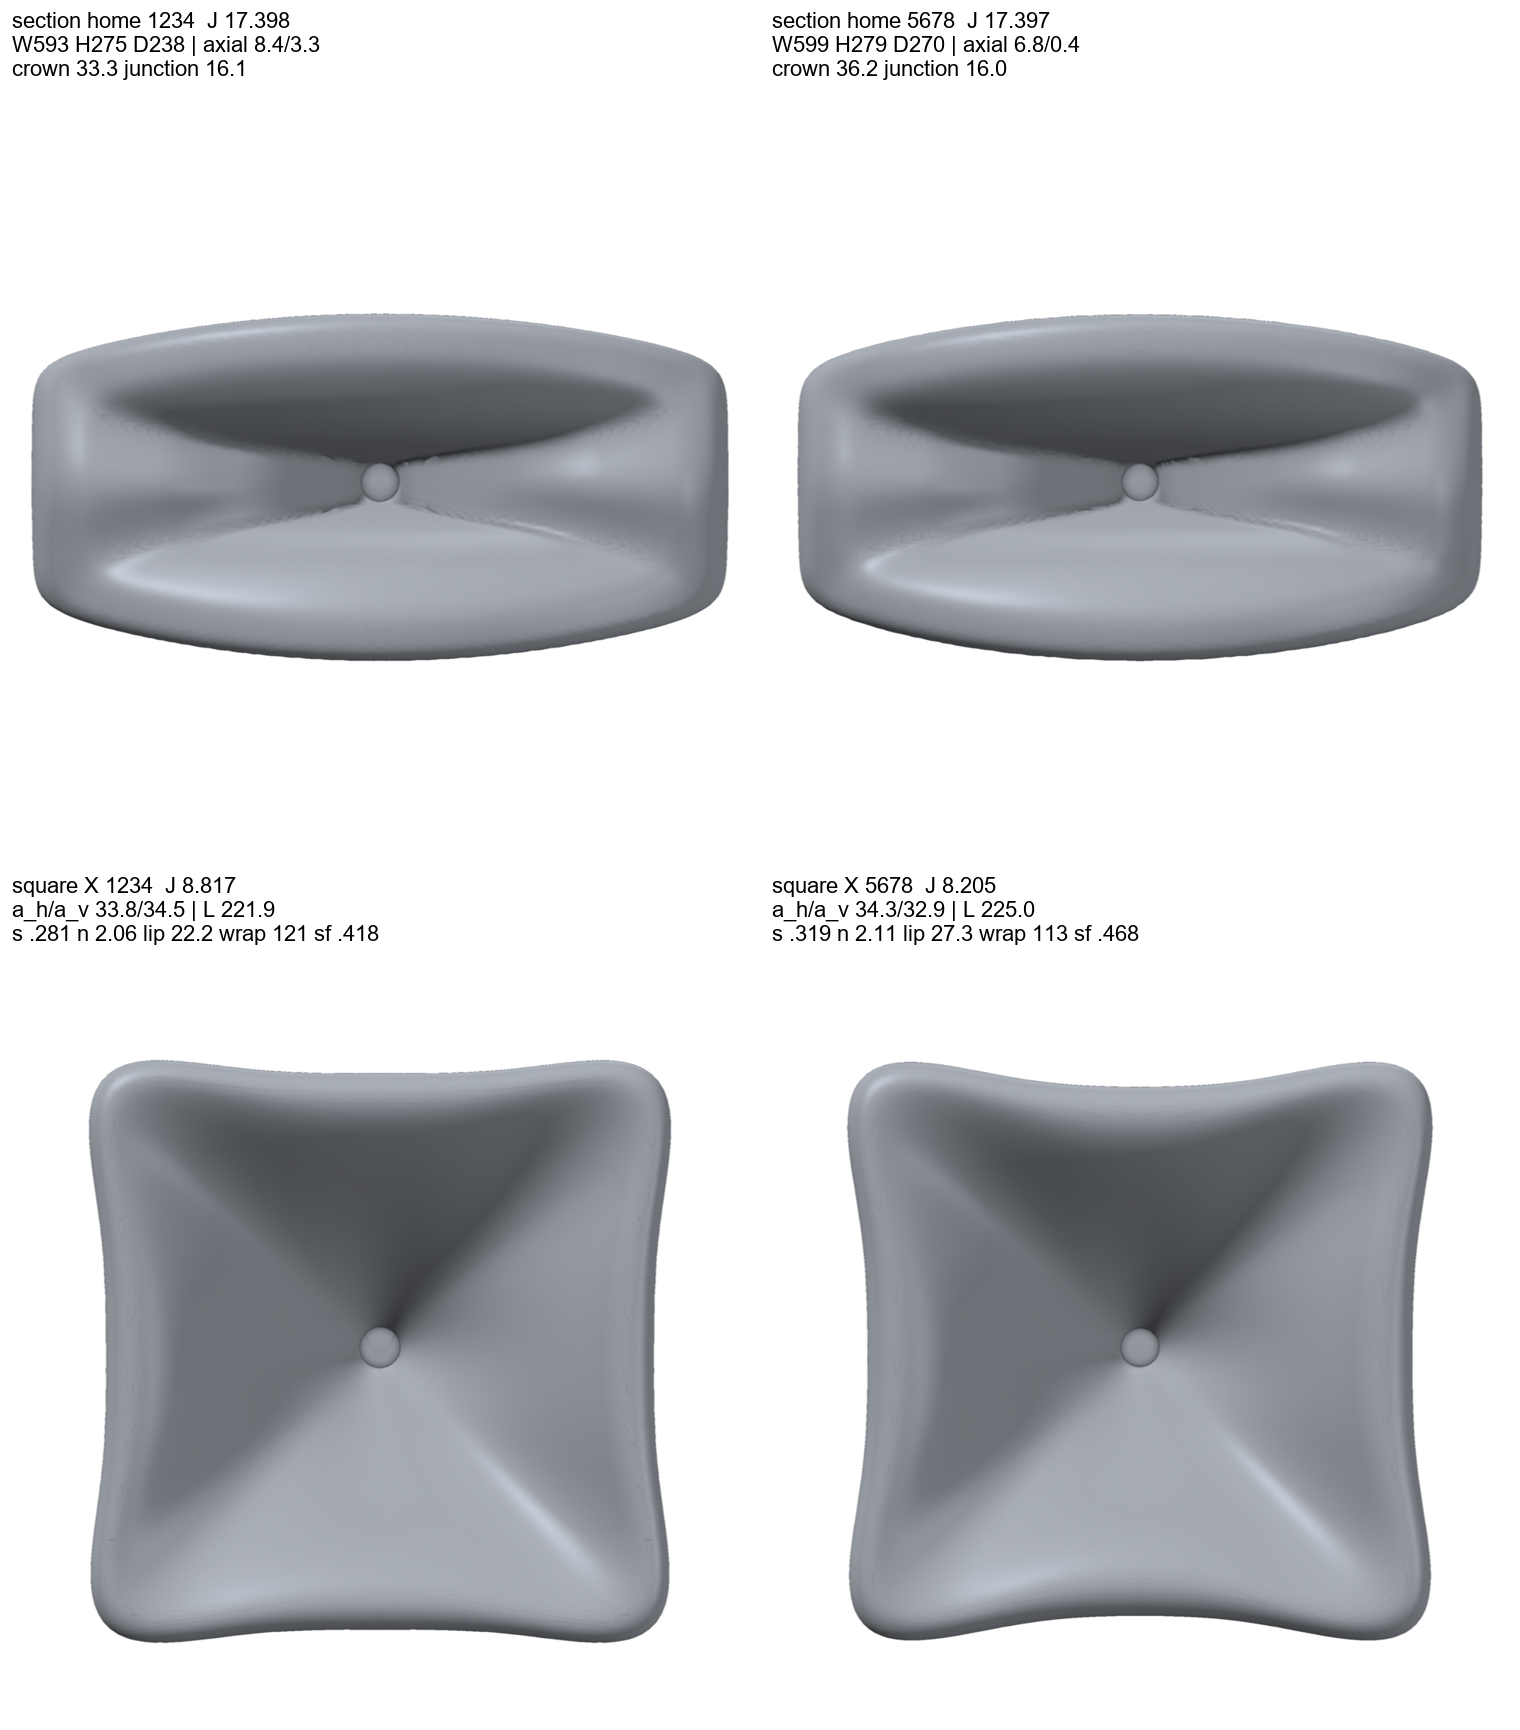 section home 1234  J 17.398
W593 H275 D238 | axial 8.4/3.3
crown 33.3 junction 16.1
section home 5678  J 17.397
W599 H279 D270 | axial 6.8/0.4
crown 36.2 junction 16.0
square X 1234  J 8.817
a_h/a_v 33.8/34.5 | L 221.9
s .281 n 2.06 lip 22.2 wrap 121 sf .418
square X 5678  J 8.205
a_h/a_v 34.3/32.9 | L 225.0
s .319 n 2.11 lip 27.3 wrap 113 sf .468